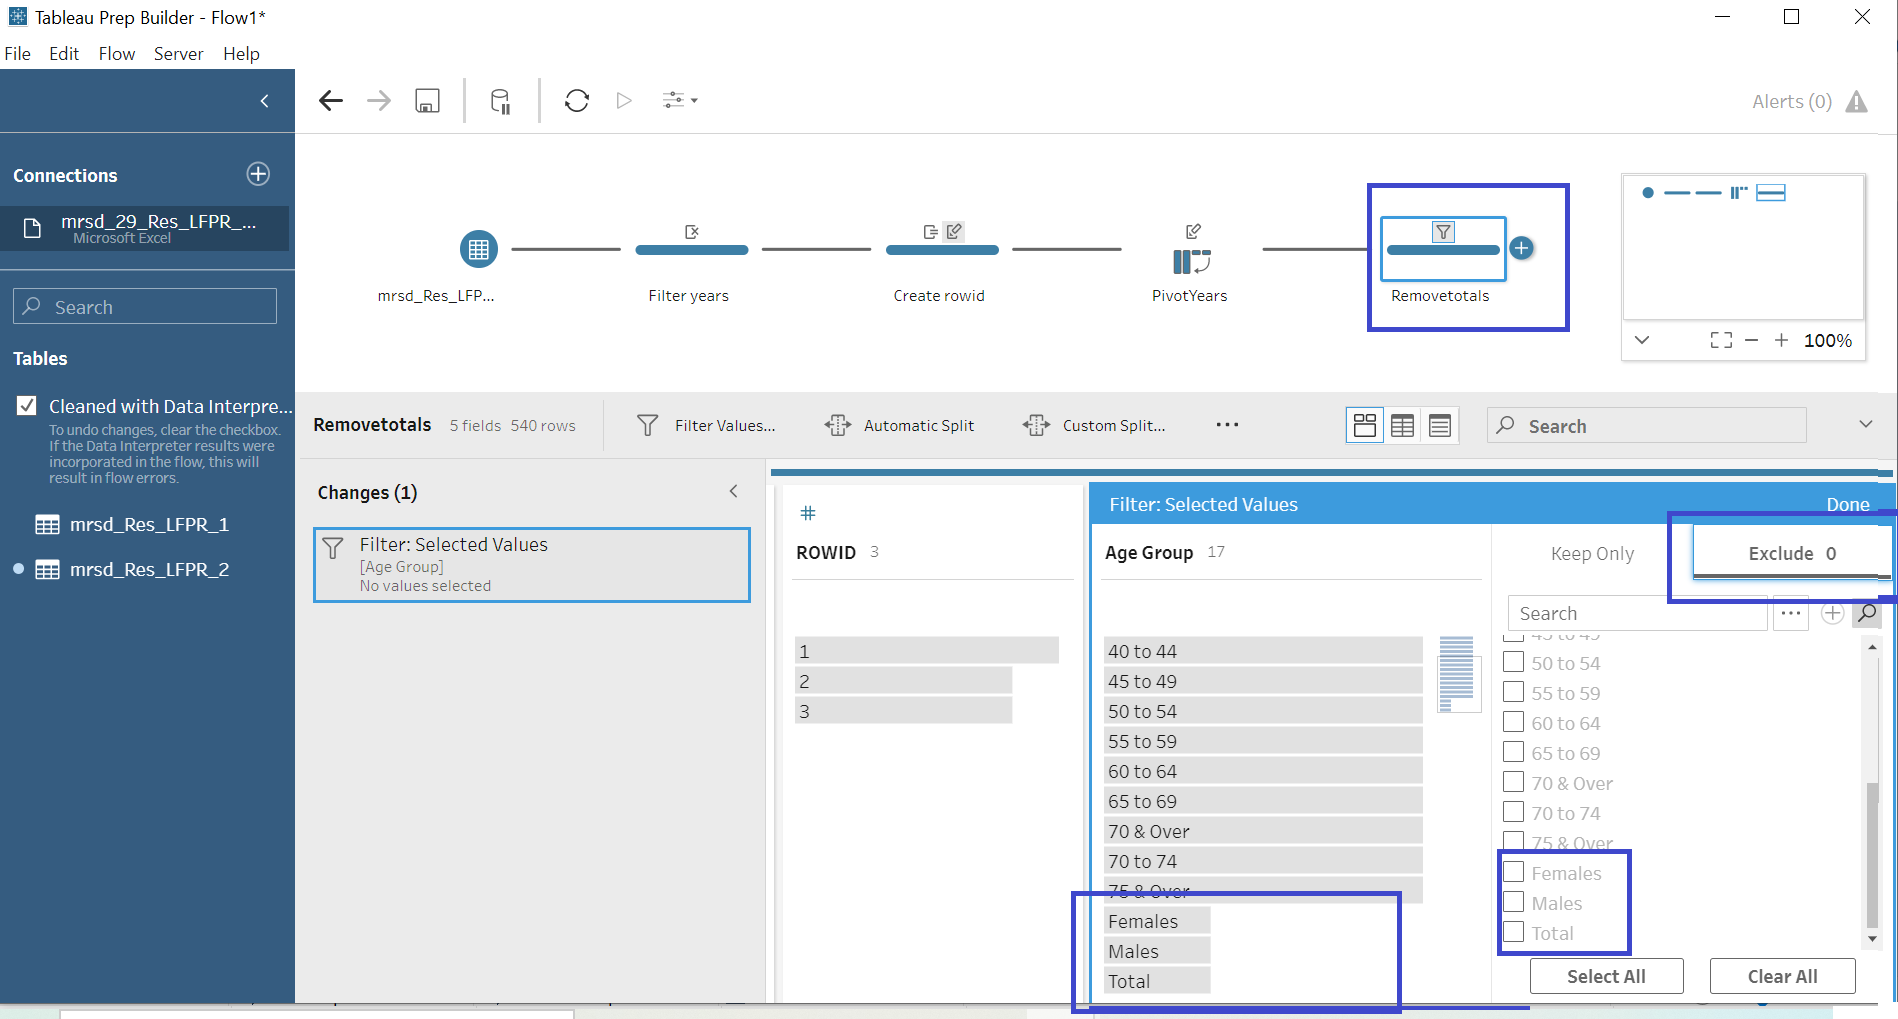 Tableau Prep Builder - Flow1*
File Edit Flow Server Help
Alerts (0)
Connections
mrsd_29_Res_LFPR_...
Microsoft Excel
Search
Tables
Cleaned with Data Interpre...
To undo changes, clear the checkbox.
If the Data Interpreter results were
incorporated in the flow, this will
result in flow errors.
mrsd_Res_LFPR_1
mrsd_Res_LFPR_2
mrsd_Res_LFP...
Filter years
Create rowid
PivotYears
Removetotals
100%
Removetotals 5 fields 540 rows
Filter Values...
Automatic Split
Custom Split...
Search
Changes (1)
Filter: Selected Values
[Age Group]
No values selected
ROWID 3
1
2
3
Filter: Selected Values
Done
Age Group 17
40 to 44
45 to 49
50 to 54
55 to 59
60 to 64
65 to 69
70 & Over
70 to 74
75 & Over
Females
Males
Total
Keep Only
Exclude 0
Search
45 to 49
50 to 54
55 to 59
60 to 64
65 to 69
70 & Over
70 to 74
75 & Over
Females
Males
Total
Select All
Clear All